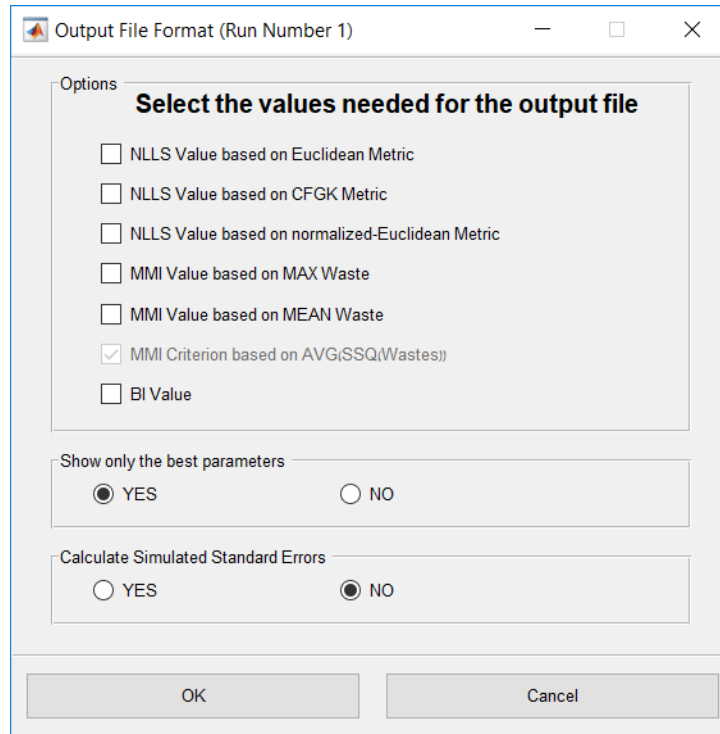 Output File Format (Run Number 1)
Options
Select the values needed for the output file
NLLS Value based on Euclidean Metric
NLLS Value based on CFGK Metric
NLLS Value based on normalized-Euclidean Metric
MMI Value based on MAX Waste
MMI Value based on MEAN Waste
MMI Criterion based on AVG(SSQ(Wastes))
BI Value
Show only the best parameters
YES NO
Calculate Simulated Standard Errors
YES NO
OK Cancel